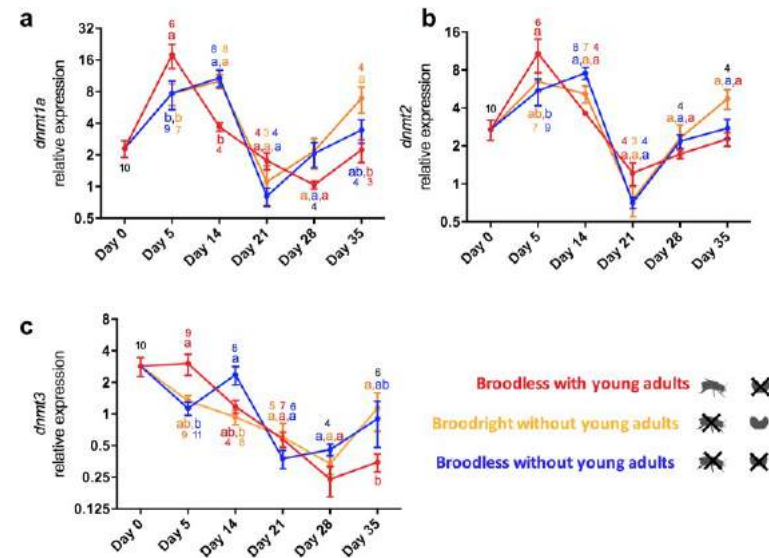 a
dnmt1a
relative expression
32
16
8
4
2
1
0.5
6
a
8 8
a,a
b,b
9 7
b
4
4 3 4
a,a,a
a,a,a
4
4
a
ab,b
4 3
10
Day 0
Day 5
Day 14
Day 21
Day 28
Day 35
b
dnmt2
relative expression
16
8
4
2
1
0.5
10
6
a
ab,b
7 9
8 7 4
a,a,a
4 3 4
a,a,a
4
a,a,a
4
a,a,a
Day 0
Day 5
Day 14
Day 21
Day 28
Day 35
c
dnmt3
relative expression
8
4
2
1
0.5
0.25
0.125
10
9
a
ab,b
9 11
8
a
ab,b
4 8
5 7 6
a,a,a
4
a,a,a
6
a,ab
b
Day 0
Day 5
Day 14
Day 21
Day 28
Day 35
Broodless with young adults
Broodright without young adults
Broodless without young adults